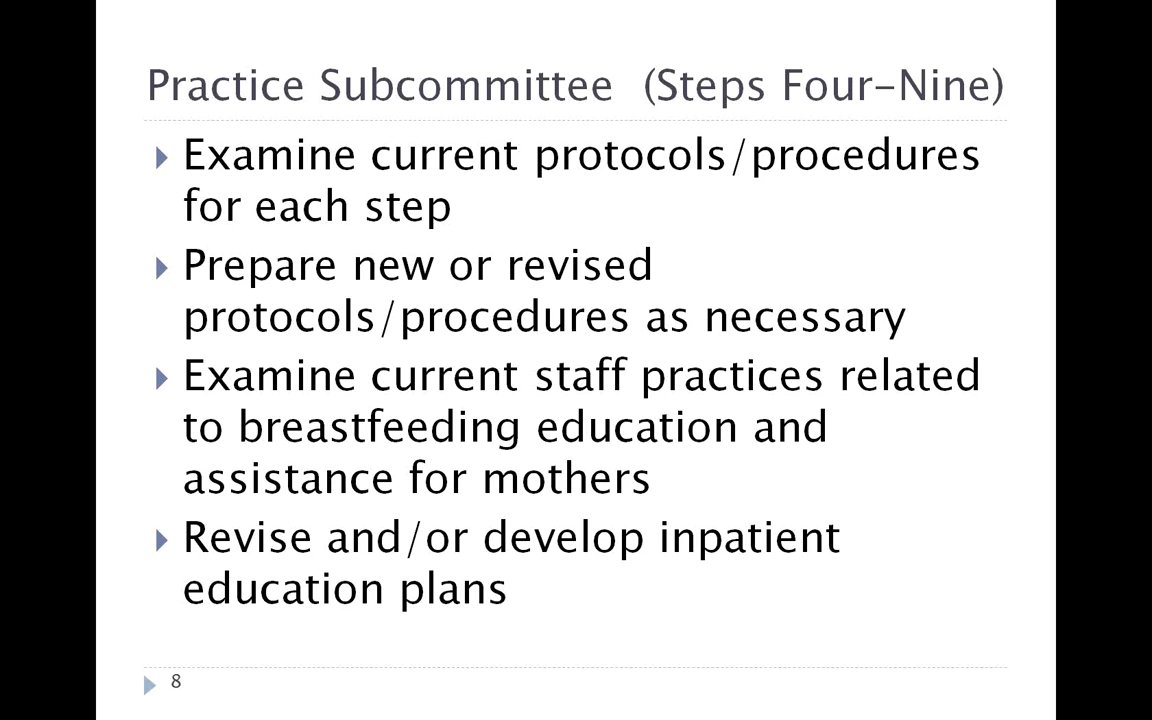 Practice Subcommittee  (Steps Four–Nine)
Examine current protocols/procedures
for each step
Prepare new or revised
protocols/procedures as necessary
Examine current staff practices related
to breastfeeding education and
assistance for mothers
Revise and/or develop inpatient
education plans
8